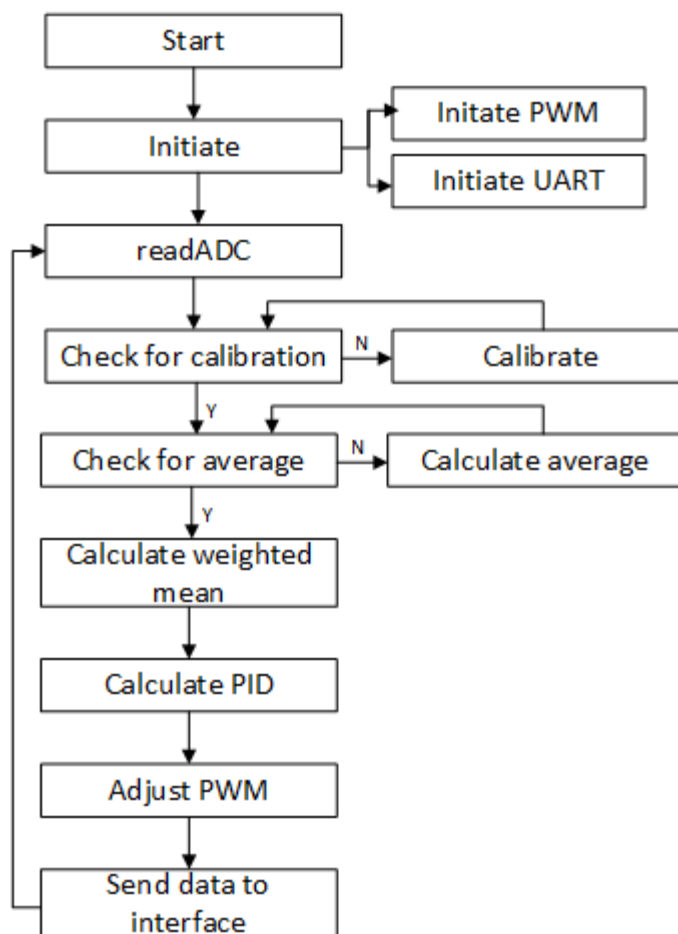 Start
Initiate
Initate PWM
Initiate UART
readADC
Check for calibration
N
Calibrate
Y
Check for average
N
Calculate average
Y
Calculate weighted
mean
Calculate PID
Adjust PWM
Send data to
interface